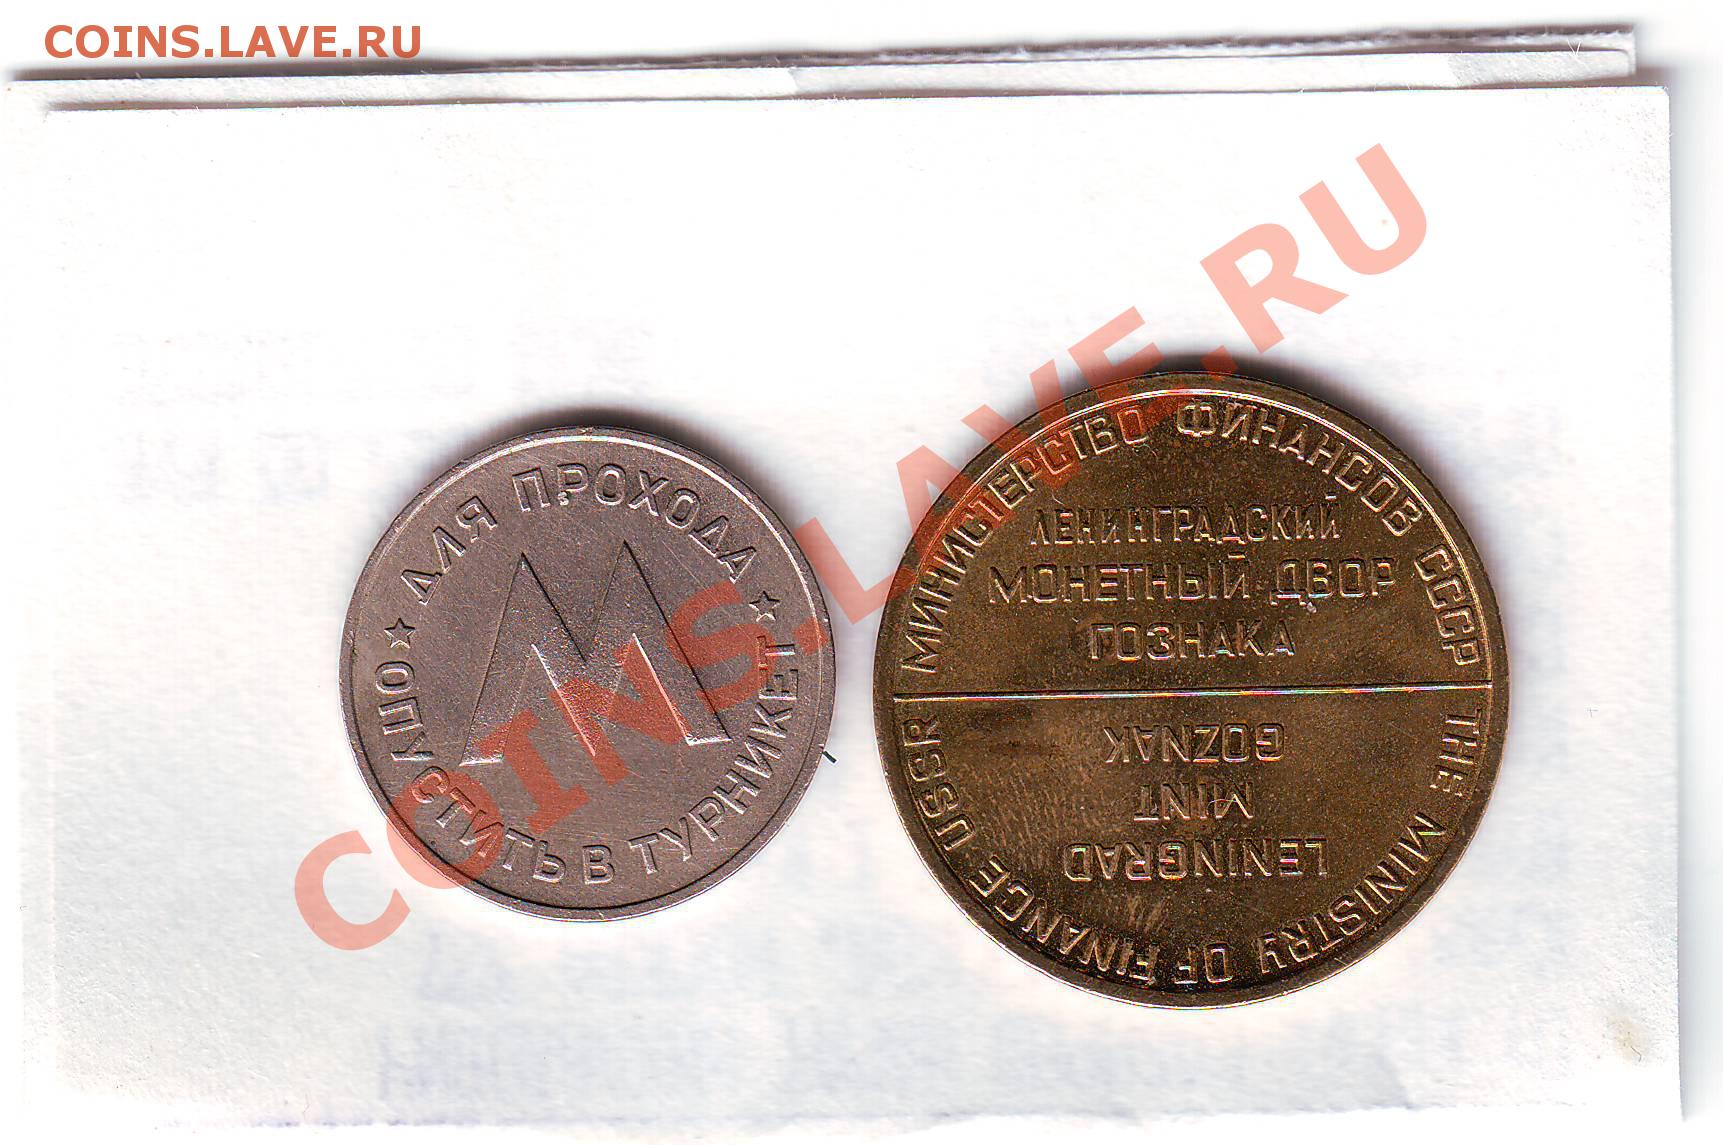 COINS.LAVE.RU
ДЛЯ ПРОХОДА
М
ОПУСТИТЬ В ТУРНИКЕТ
МИНИСТЕРСТВО ФИНАНСОВ СССР
ЛЕНИНГРАДСКИЙ
МОНЕТНЫЙ ДВОР
ГОЗНАКА
THE MINISTRY OF FINANCE USSR
LENINGRAD
MINT
GOZNAK
COINS.LAVE.RU